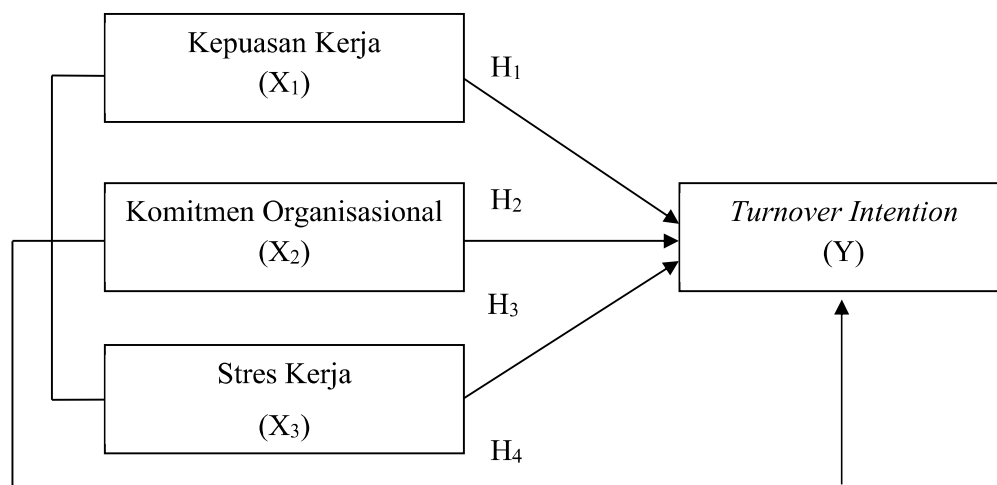 Kepuasan Kerja
(X₁)
H₁
Komitmen Organisasional
(X₂)
H₂
Turnover Intention
(Y)
H₃
Stres Kerja
(X₃)
H₄